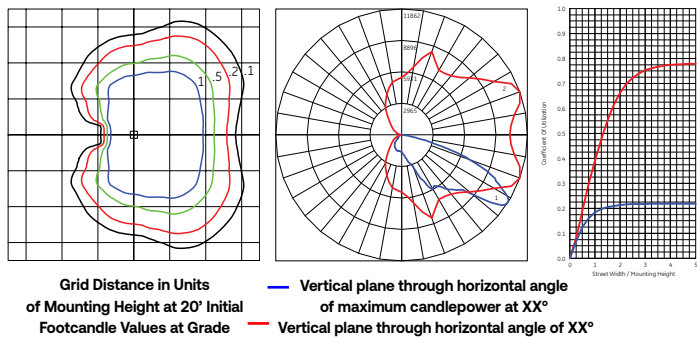 1 .5 .2 .1
11862
8896
5931
2965
2
1
Coefficient Of Utilization
1.0
0.9
0.8
0.7
0.6
0.5
0.4
0.3
0.2
0.1
0.0
0 1 2 3 4 5
Street Width / Mounting Height
Grid Distance in Units
of Mounting Height at 20' Initial
Footcandle Values at Grade
Vertical plane through horizontal angle
of maximum candlepower at XX°
Vertical plane through horizontal angle of XX°